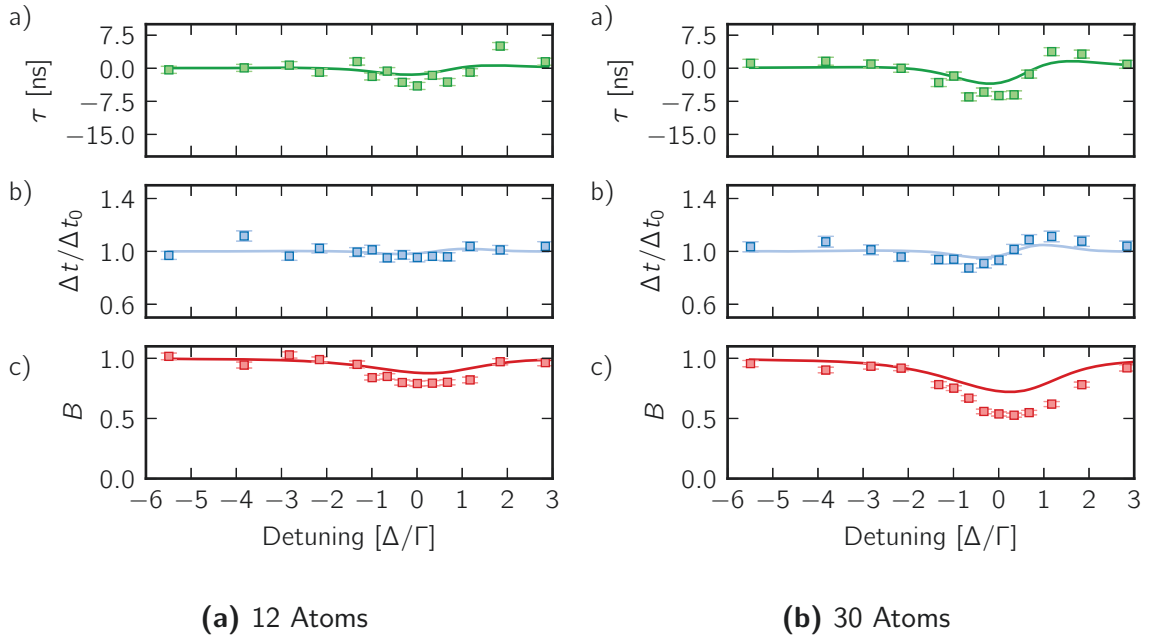 a)
7.5
0.0
−7.5
−15.0
τ [ns]
b)
1.4
1.0
0.6
Δt/Δt₀
c)
1.0
0.5
0.0
B
−6 −5 −4 −3 −2 −1 0 1 2 3
Detuning [Δ/Γ]
(a) 12 Atoms
a)
7.5
0.0
−7.5
−15.0
τ [ns]
b)
1.4
1.0
0.6
Δt/Δt₀
c)
1.0
0.5
0.0
B
−6 −5 −4 −3 −2 −1 0 1 2 3
Detuning [Δ/Γ]
(b) 30 Atoms